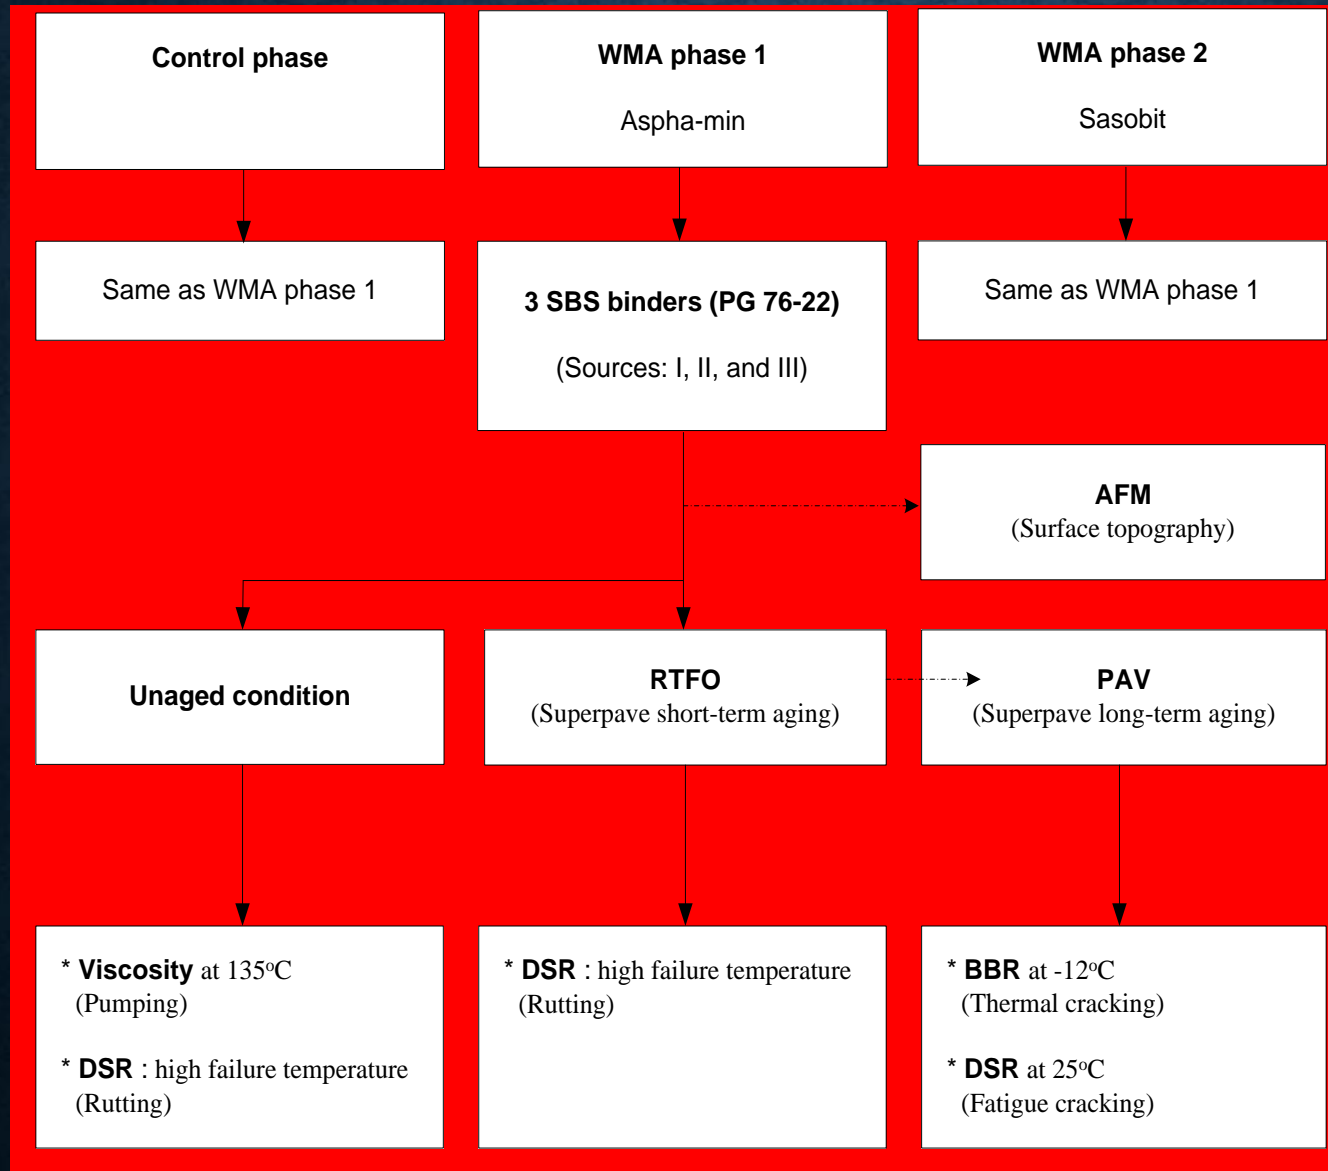 Control phase
WMA phase 1
Aspha-min
WMA phase 2
Sasobit
Same as WMA phase 1
3 SBS binders (PG 76-22)
(Sources: I, II, and III)
Same as WMA phase 1
AFM
(Surface topography)
Unaged condition
RTFO
(Superpave short-term aging)
PAV
(Superpave long-term aging)
* Viscosity at 135°C
(Pumping)
* DSR : high failure temperature
(Rutting)
* DSR : high failure temperature
(Rutting)
* BBR at -12°C
(Thermal cracking)
* DSR at 25°C
(Fatigue cracking)